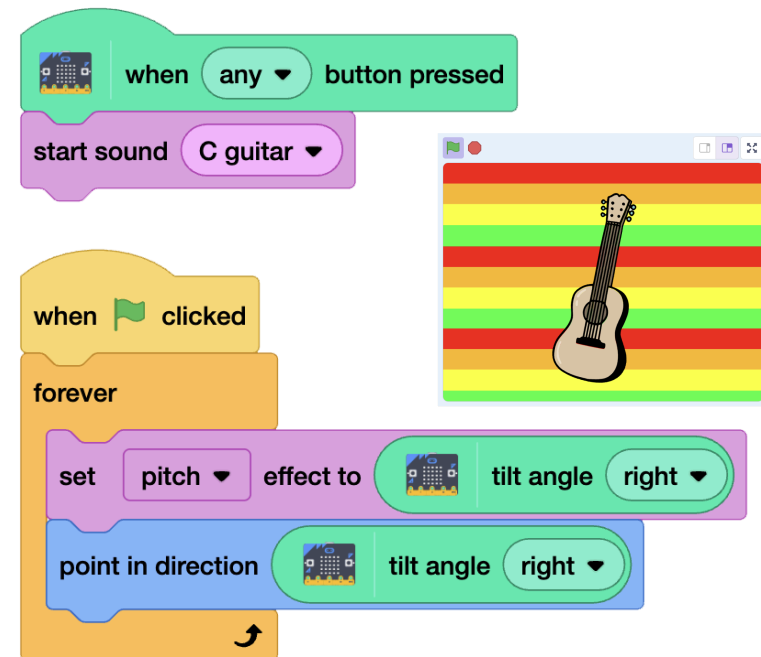 when any button pressed
start sound C guitar
when clicked
forever
set pitch effect to tilt angle right
point in direction tilt angle right